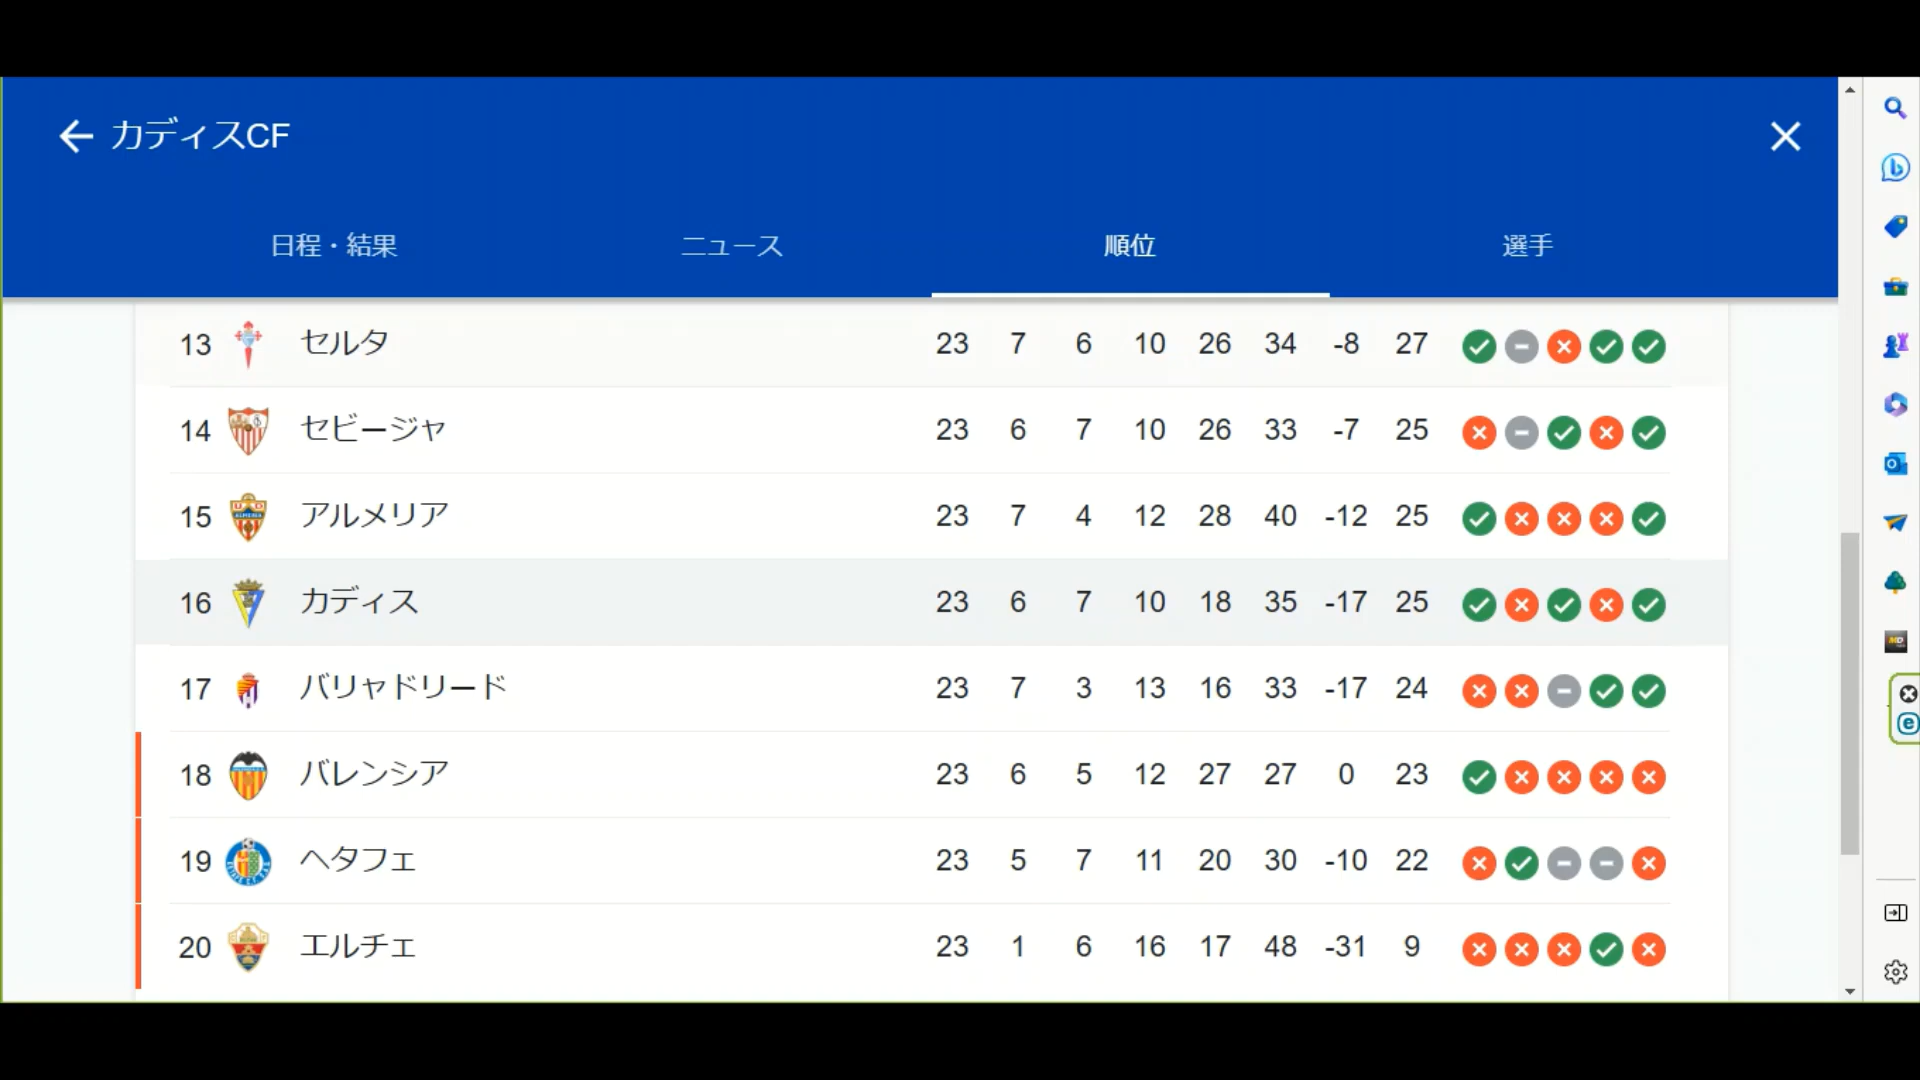 カディスCF
日程・結果 ニュース 順位 選手
13 セルタ 23 7 6 10 26 34 -8 27
14 セビージャ 23 6 7 10 26 33 -7 25
15 アルメリア 23 7 4 12 28 40 -12 25
16 カディス 23 6 7 10 18 35 -17 25
17 バリャドリード 23 7 3 13 16 33 -17 24
18 バレンシア 23 6 5 12 27 27 0 23
19 ヘタフェ 23 5 7 11 20 30 -10 22
20 エルチェ 23 1 6 16 17 48 -31 9